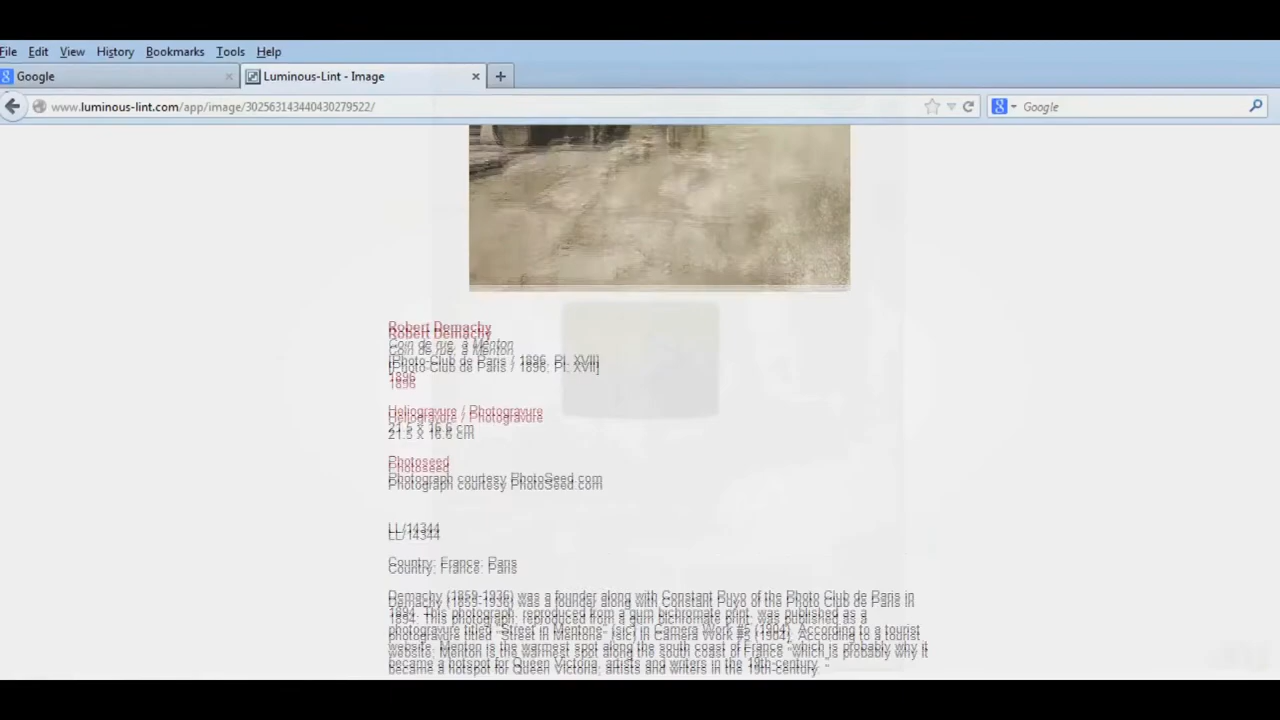 File Edit View History Bookmarks Tools Help
Google
Luminous-Lint - Image
www.luminous-lint.com/app/image/302563143440430279522/
Google
Robert Demachy
Coin de rue, à Menton
[Photo-Club de Paris / 1896, Pl. XVII]
1896
Heliogravure / Photogravure
21.5 x 16.6 cm
Photoseed
Photograph courtesy PhotoSeed.com
LL/14344
Country: France: Paris
Demachy (1859-1936) was a founder along with Constant Puyo of the Photo Club de Paris in
1894. This photograph, reproduced from a gum bichromate print, was published as a
photogravure titled "Street in Mentone" (sic) in Camera Work #5 (1904). According to a tourist
website, Menton is the warmest spot along the south coast of France "which is probably why it
became a hotspot for Queen Victoria, artists and writers in the 19th-century. "